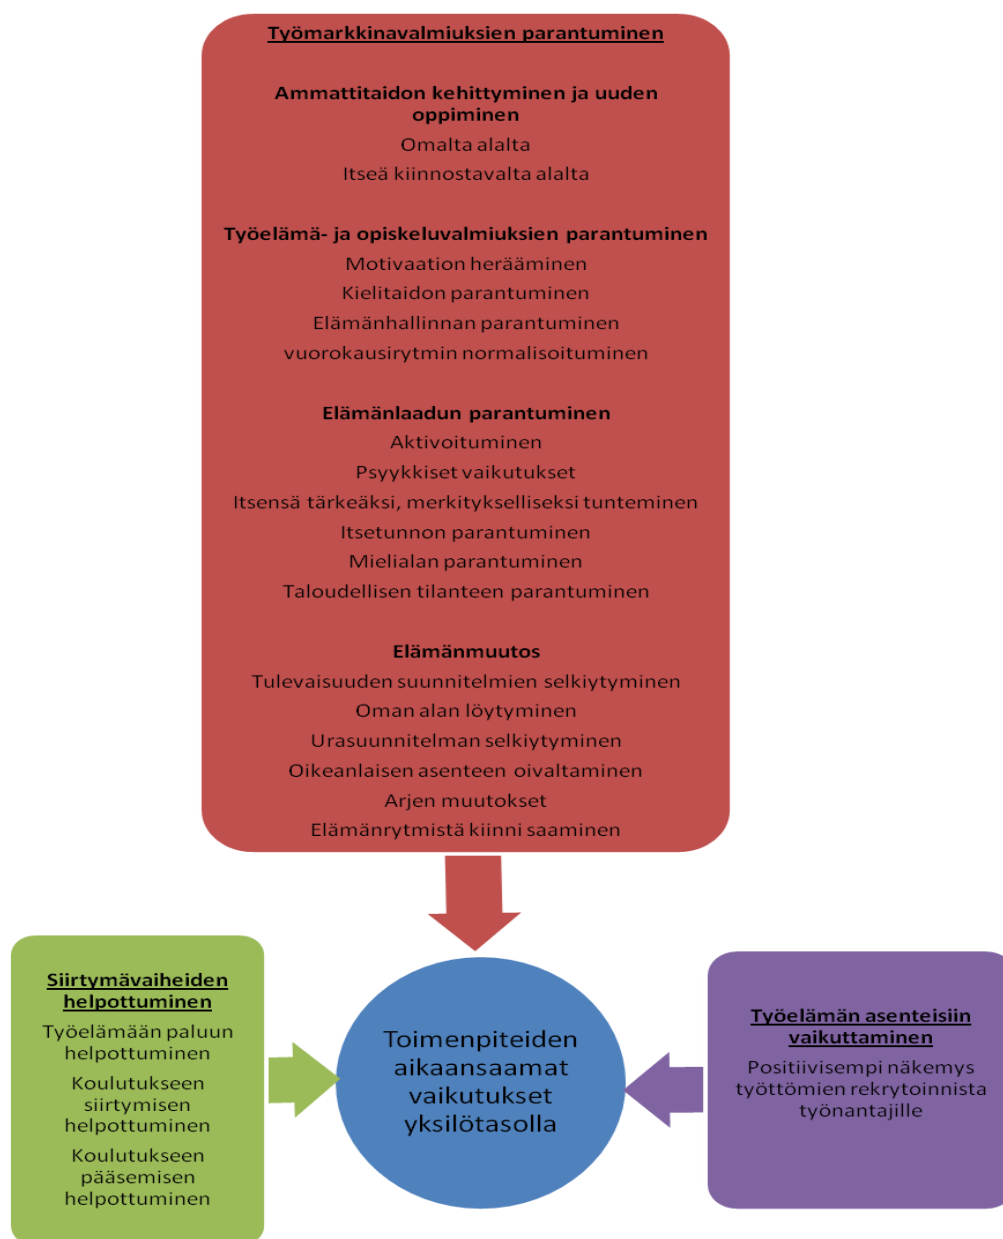 Työmarkkinavalmiuksien parantuminen
Ammattitaidon kehittyminen ja uuden
oppiminen
Omalta alalta
Itseä kiinnostavalta alalta
Työelämä- ja opiskeluvalmiuksien parantuminen
Motivaation herääminen
Kielitaidon parantuminen
Elämänhallinnan parantuminen
vuorokausirytmin normalisoituminen
Elämänlaadun parantuminen
Aktivoituminen
Psyykkiset vaikutukset
Itsensä tärkeäksi, merkitykselliseksi tunteminen
Itsetunnon parantuminen
Mielialan parantuminen
Taloudellisen tilanteen parantuminen
Elämänmuutos
Tulevaisuuden suunnitelmien selkiytyminen
Oman alan löytyminen
Urasuunnitelman selkiytyminen
Oikeanlaisen asenteen oivaltaminen
Arjen muutokset
Elämänrytmistä kiinni saaminen
Siirtymävaiheiden
helpottuminen
Työelämään paluun
helpottuminen
Koulutukseen
siirtymisen
helpottuminen
Koulutukseen
pääsemisen
helpottuminen
Toimenpiteiden
aikaansaamat
vaikutukset
yksilötasolla
Työelämän asenteisiin
vaikuttaminen
Positiivisempi näkemys
työttömien rekrytoinnista
työnantajille